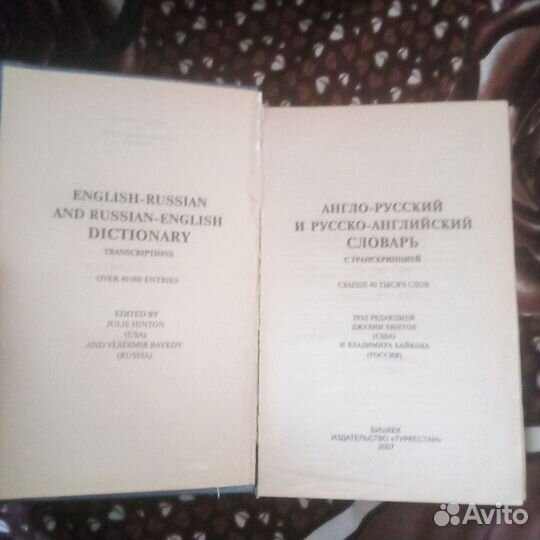 ENGLISH-RUSSIAN
AND RUSSIAN-ENGLISH
DICTIONARY
TRANSCRIPTIONS
OVER 40 000 ENTRIES
EDITED BY
JULIE HINTON
(USA)
AND VLADIMIR BAYKOV
(RUSSIA)
АНГЛО-РУССКИЙ
И РУССКО-АНГЛИЙСКИЙ
СЛОВАРЬ
С ТРАНСКРИПЦИЕЙ
СВЫШЕ 40 ТЫСЯЧ СЛОВ
ПОД РЕДАКЦИЕЙ
ДЖУЛИИ ХИНТОН
(США)
И ВЛАДИМИРА БАЙКОВА
(РОССИЯ)
БИШКЕК
ИЗДАТЕЛЬСТВО «ТУРКЕСТАН»
2007
Avito